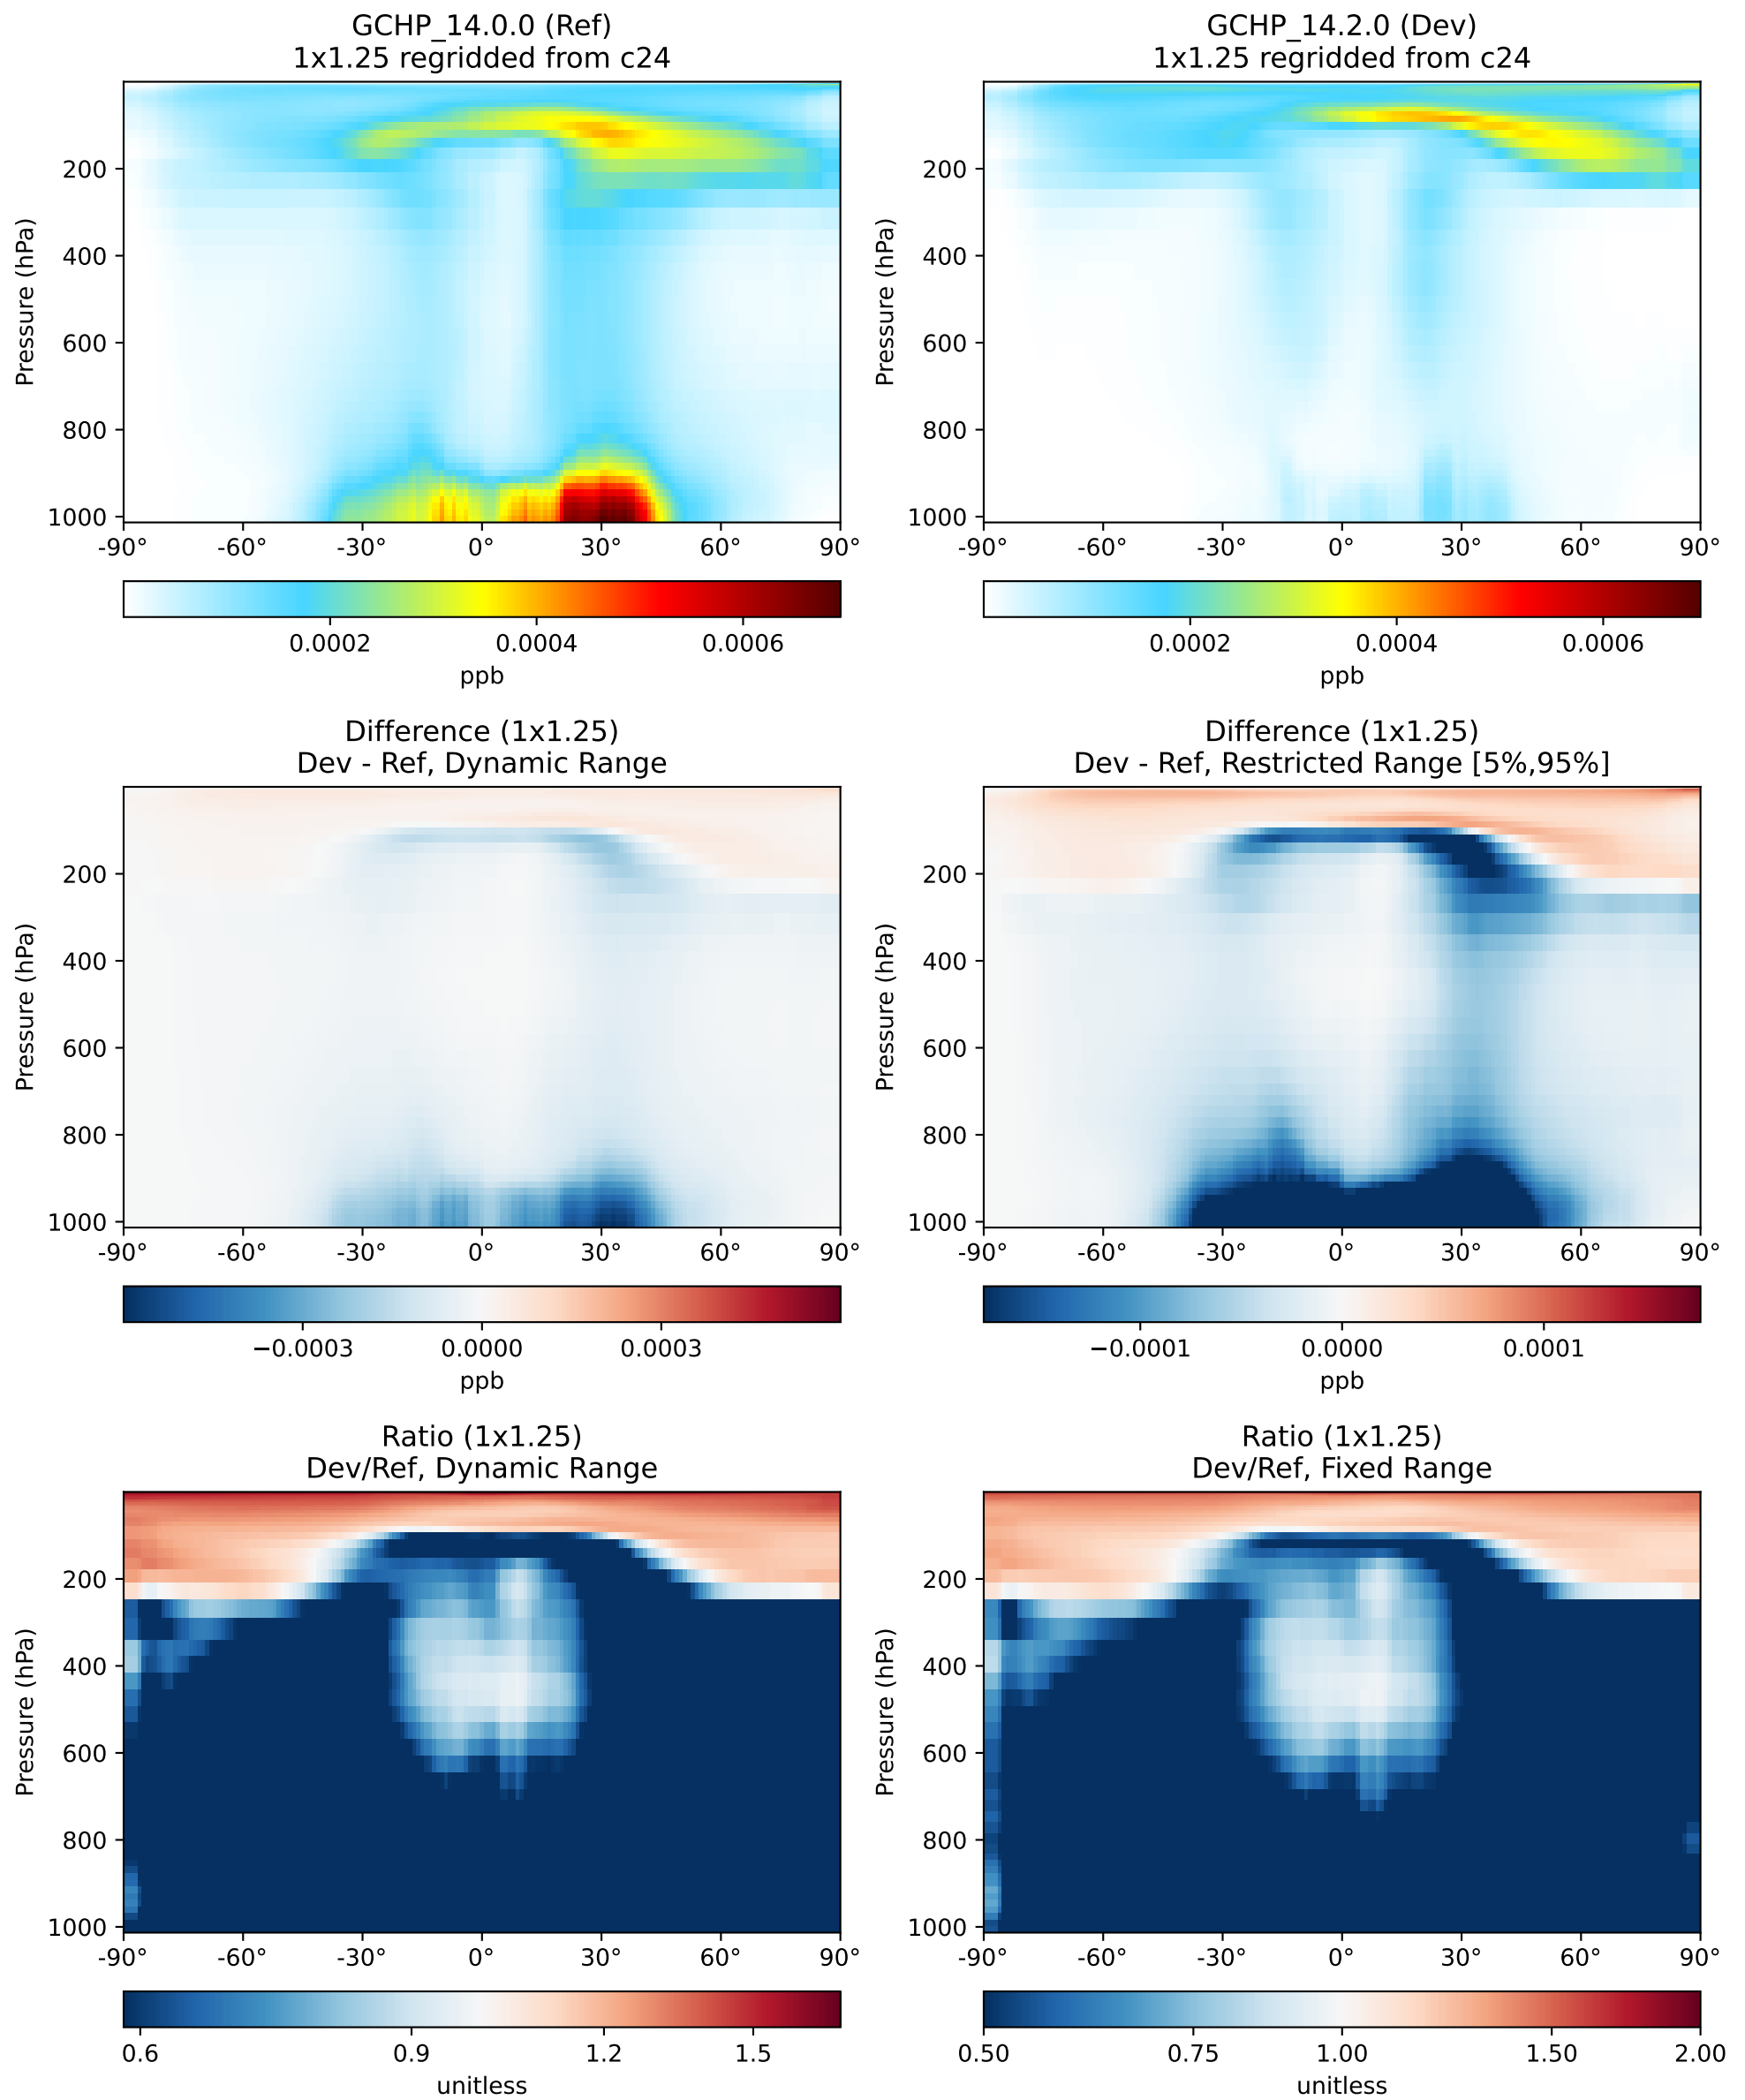 GCHP_14.0.0 (Ref)
1x1.25 regridded from c24
Pressure (hPa)
200
400
600
800
1000
-90° -60° -30° 0° 30° 60° 90°
0.0002 0.0004 0.0006
ppb
GCHP_14.2.0 (Dev)
1x1.25 regridded from c24
Pressure (hPa)
200
400
600
800
1000
-90° -60° -30° 0° 30° 60° 90°
0.0002 0.0004 0.0006
ppb
Difference (1x1.25)
Dev - Ref, Dynamic Range
Pressure (hPa)
200
400
600
800
1000
-90° -60° -30° 0° 30° 60° 90°
−0.0003 0.0000 0.0003
ppb
Difference (1x1.25)
Dev - Ref, Restricted Range [5%,95%]
Pressure (hPa)
200
400
600
800
1000
-90° -60° -30° 0° 30° 60° 90°
−0.0001 0.0000 0.0001
ppb
Ratio (1x1.25)
Dev/Ref, Dynamic Range
Pressure (hPa)
200
400
600
800
1000
-90° -60° -30° 0° 30° 60° 90°
0.6 0.9 1.2 1.5
unitless
Ratio (1x1.25)
Dev/Ref, Fixed Range
Pressure (hPa)
200
400
600
800
1000
-90° -60° -30° 0° 30° 60° 90°
0.50 0.75 1.00 1.50 2.00
unitless